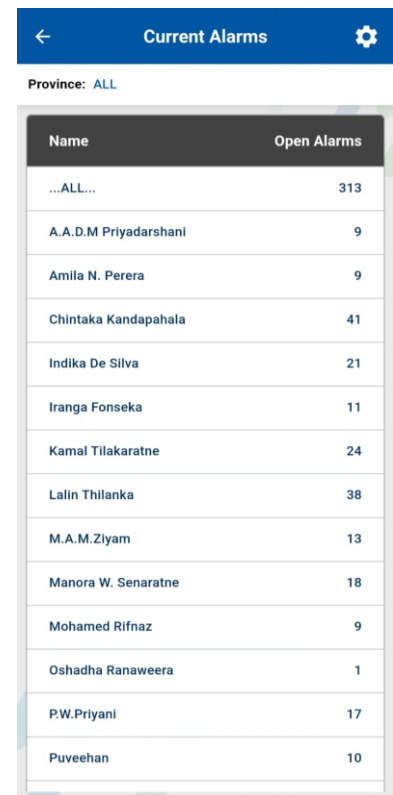 Current Alarms
Province: ALL
Name Open Alarms
...ALL... 313
A.A.D.M Priyadarshani 9
Amila N. Perera 9
Chintaka Kandapahala 41
Indika De Silva 21
Iranga Fonseka 11
Kamal Tilakaratne 24
Lalin Thilanka 38
M.A.M.Ziyam 13
Manora W. Senaratne 18
Mohamed Rifnaz 9
Oshadha Ranaweera 1
P.W.Priyani 17
Puveehan 10